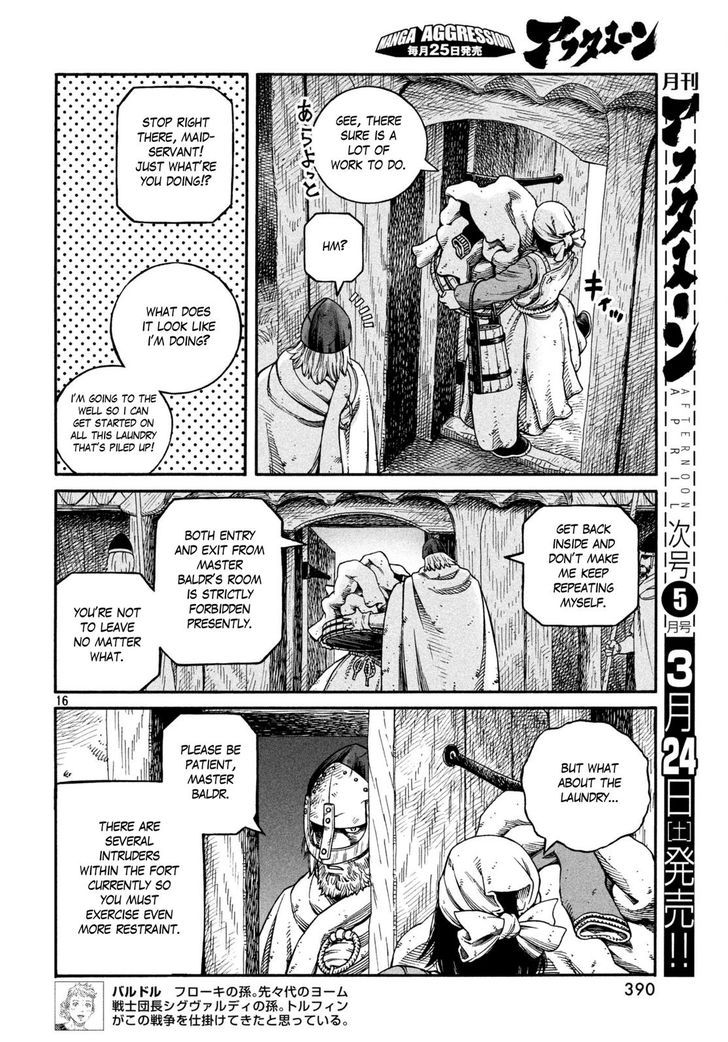 MANGA AGGRESSION!
毎月25日発売
アフタヌーン
GEE, THERE
SURE IS A
LOT OF
WORK TO DO.
あらよっと
HM?
キィッ…
STOP RIGHT
THERE, MAID-
SERVANT!
JUST WHAT'RE
YOU DOING!?
WHAT DOES
IT LOOK LIKE
I'M DOING?
I'M GOING TO THE
WELL SO I CAN
GET STARTED ON
ALL THIS LAUNDRY
THAT'S PILED UP!
GET BACK
INSIDE AND
DON'T MAKE
ME KEEP
REPEATING
MYSELF.
BOTH ENTRY
AND EXIT FROM
MASTER
BALDR'S ROOM
IS STRICTLY
FORBIDDEN
PRESENTLY.
YOU'RE NOT
TO LEAVE
NO MATTER
WHAT.
16
BUT WHAT
ABOUT THE
LAUNDRY...
PLEASE BE
PATIENT,
MASTER
BALDR.
THERE ARE
SEVERAL
INTRUDERS
WITHIN THE FORT
CURRENTLY SO
YOU MUST
EXERCISE EVEN
MORE
RESTRAINT.
390
バルドル フローキの孫。先々代のヨーム
戦士団長シグヴァルディの孫。トルフィン
がこの戦争を仕掛けてきたと思っている。
月刊
アフタヌーン
AFTERNOON
APRIL
次号5月号
3月24日[土]発売!!